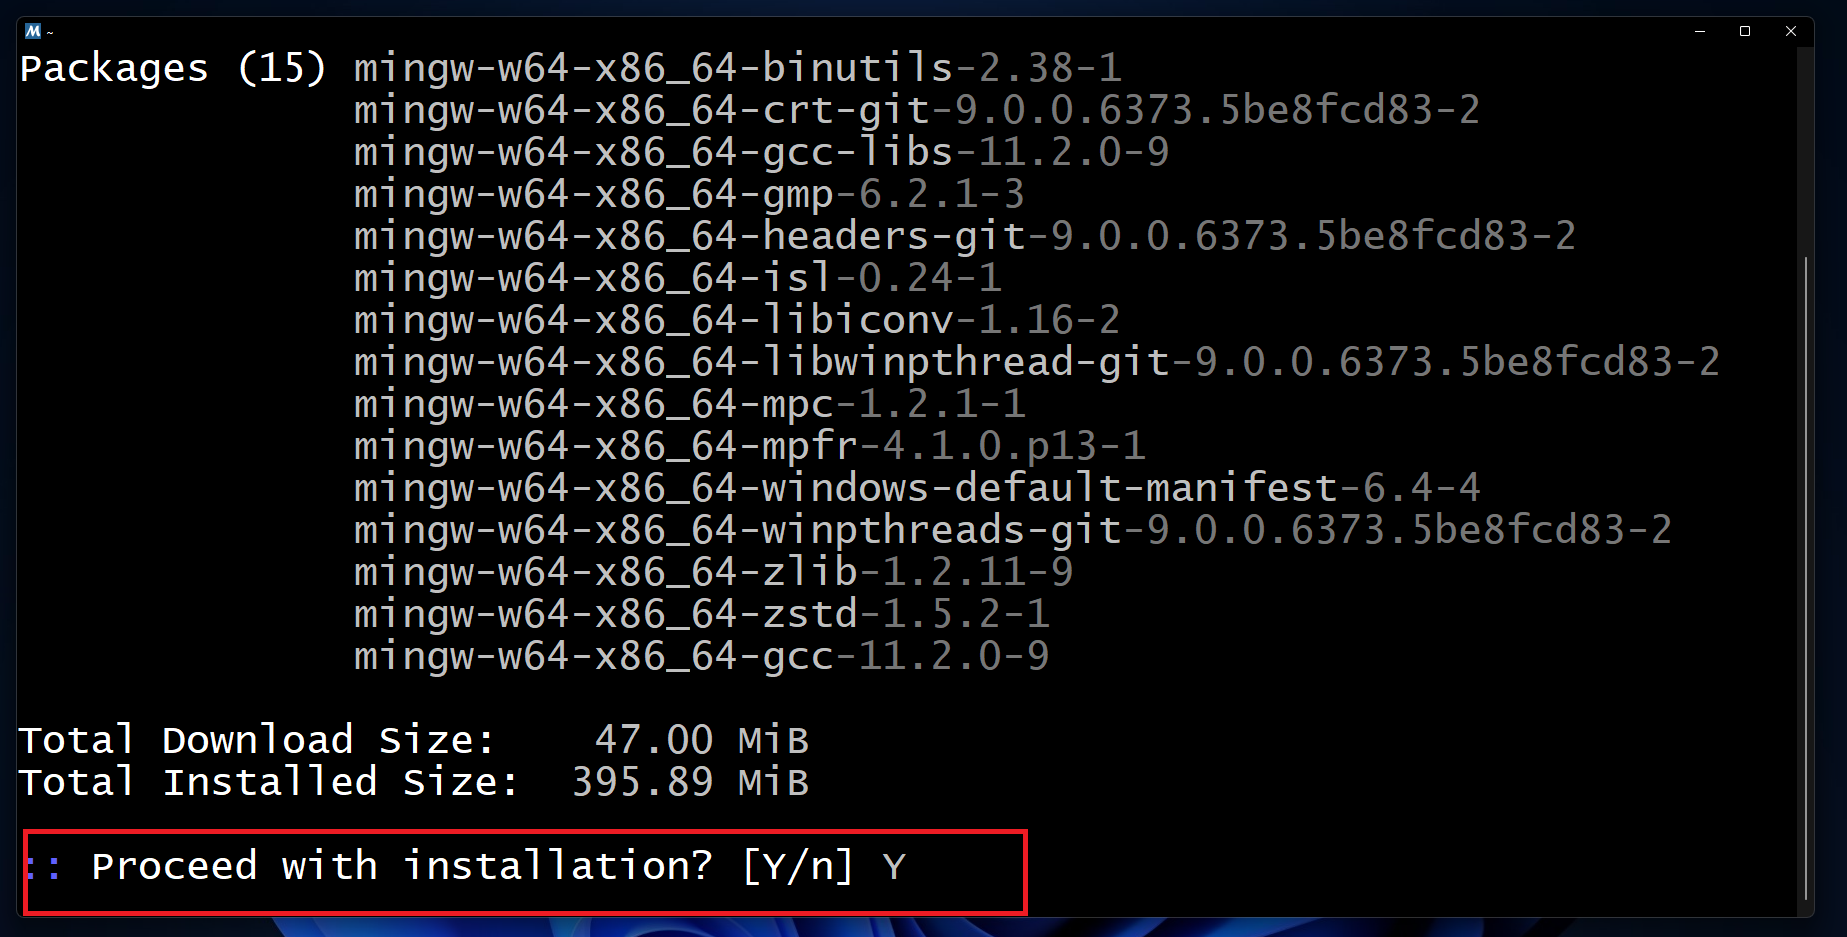 ~
Packages (15) mingw-w64-x86_64-binutils-2.38-1
mingw-w64-x86_64-crt-git-9.0.0.6373.5be8fcd83-2
mingw-w64-x86_64-gcc-libs-11.2.0-9
mingw-w64-x86_64-gmp-6.2.1-3
mingw-w64-x86_64-headers-git-9.0.0.6373.5be8fcd83-2
mingw-w64-x86_64-isl-0.24-1
mingw-w64-x86_64-libiconv-1.16-2
mingw-w64-x86_64-libwinpthread-git-9.0.0.6373.5be8fcd83-2
mingw-w64-x86_64-mpc-1.2.1-1
mingw-w64-x86_64-mpfr-4.1.0.p13-1
mingw-w64-x86_64-windows-default-manifest-6.4-4
mingw-w64-x86_64-winpthreads-git-9.0.0.6373.5be8fcd83-2
mingw-w64-x86_64-zlib-1.2.11-9
mingw-w64-x86_64-zstd-1.5.2-1
mingw-w64-x86_64-gcc-11.2.0-9
Total Download Size: 47.00 MiB
Total Installed Size: 395.89 MiB
:: Proceed with installation? [Y/n] Y